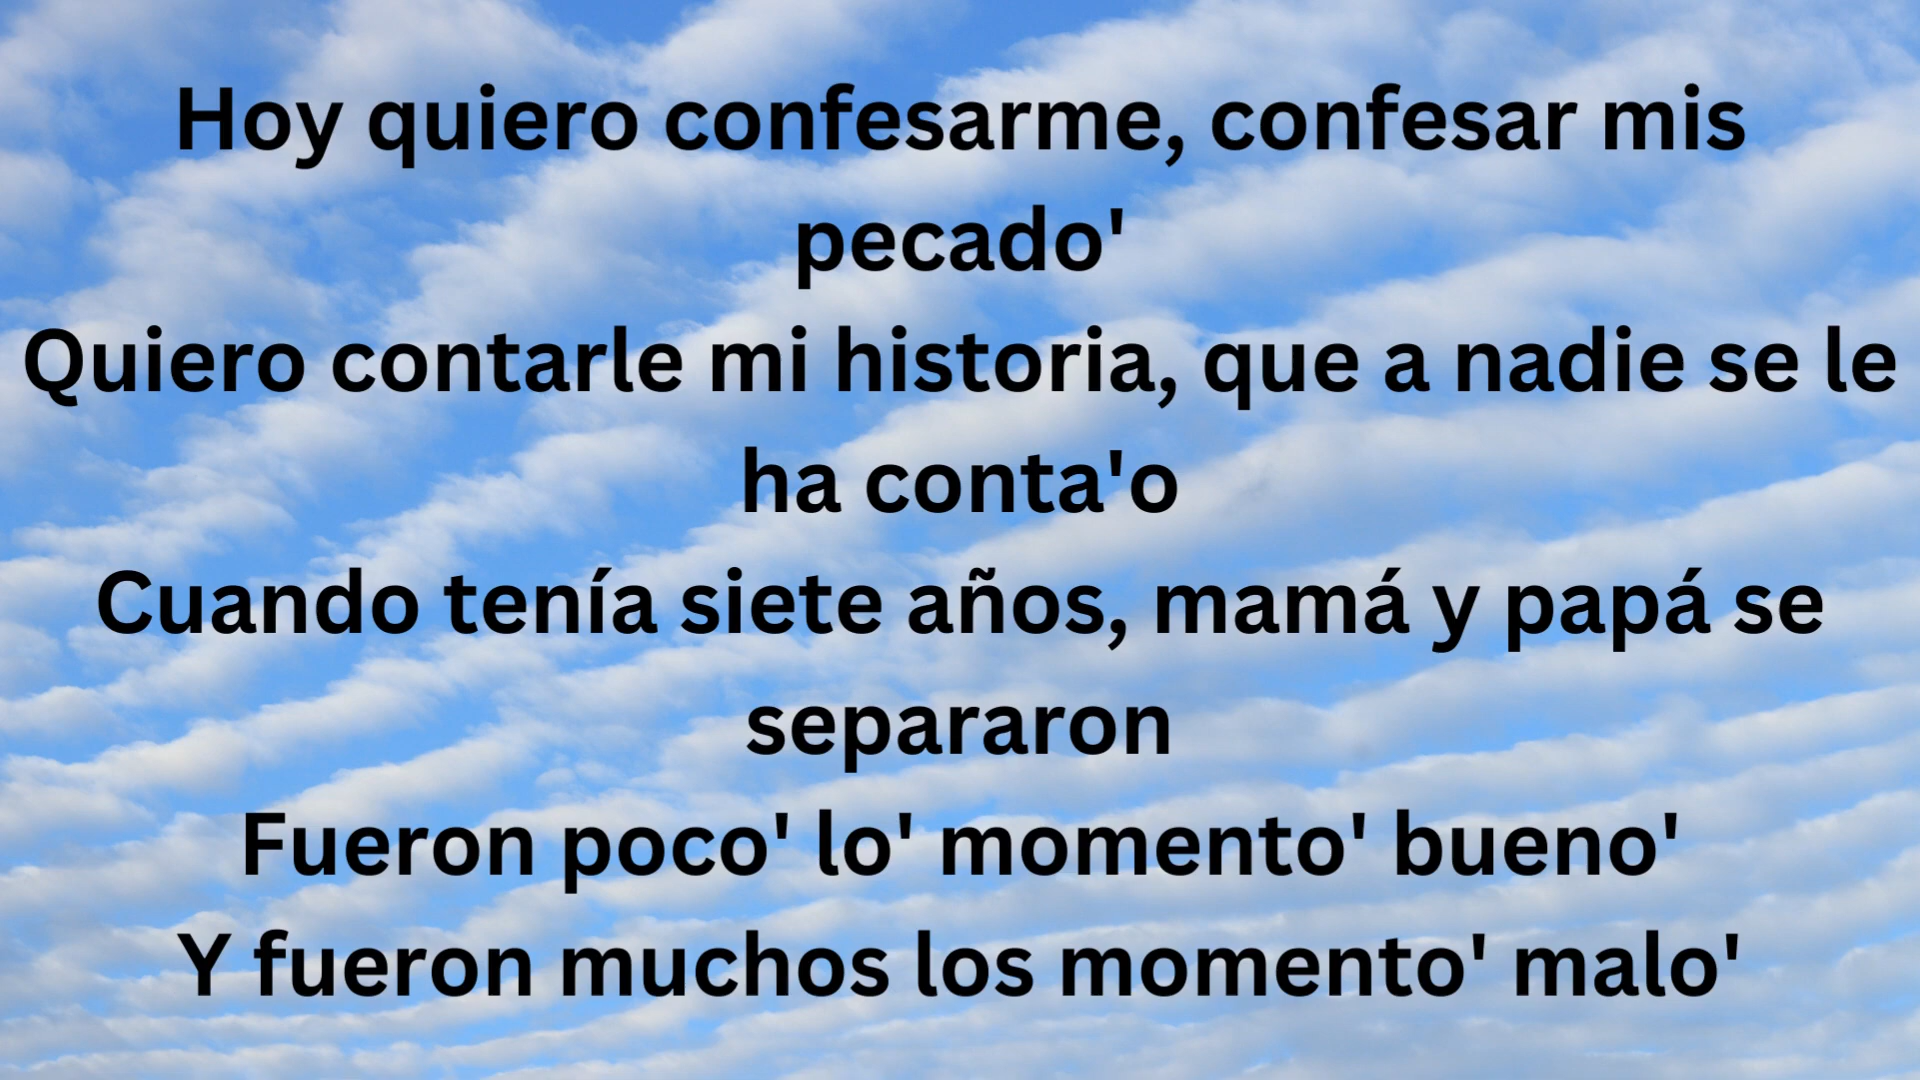 Hoy quiero confesarme, confesar mis
pecado'
Quiero contarle mi historia, que a nadie se le
ha conta'o
Cuando tenía siete años, mamá y papá se
separaron
Fueron poco' lo' momento' bueno'
Y fueron muchos los momento' malo'